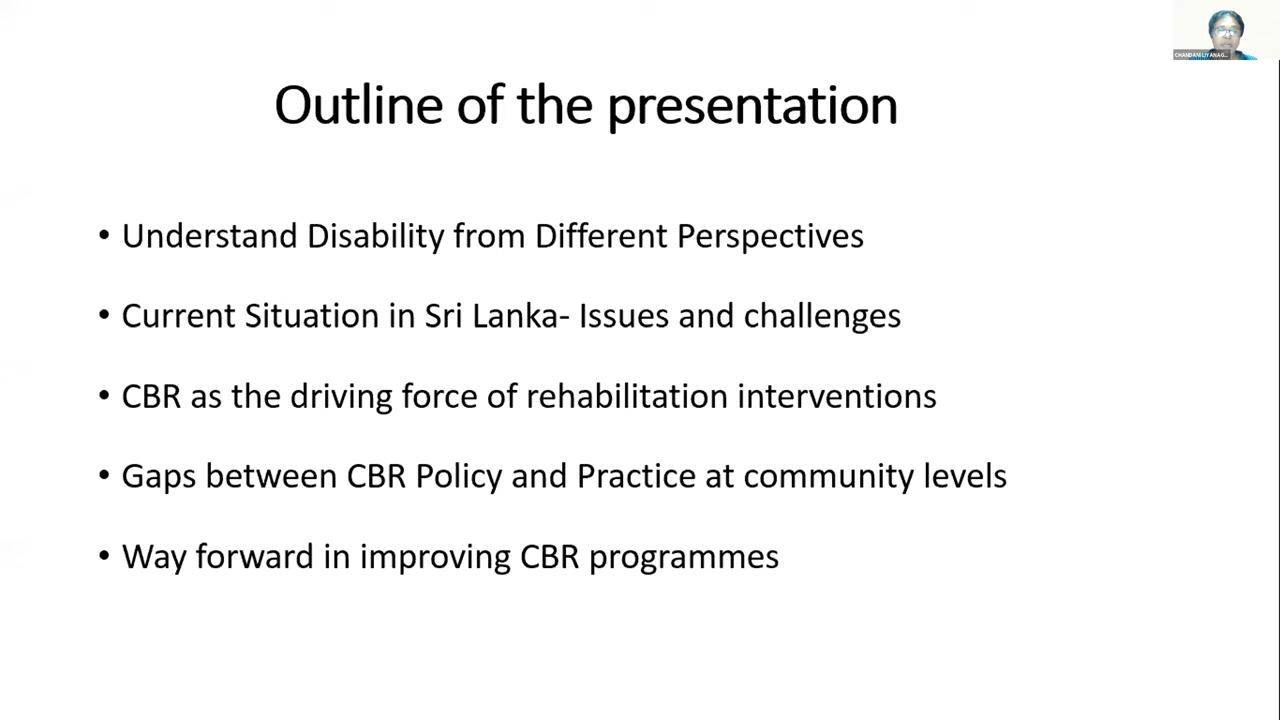 CHANDANI LIYANAG...
Outline of the presentation
• Understand Disability from Different Perspectives
• Current Situation in Sri Lanka- Issues and challenges
• CBR as the driving force of rehabilitation interventions
• Gaps between CBR Policy and Practice at community levels
• Way forward in improving CBR programmes